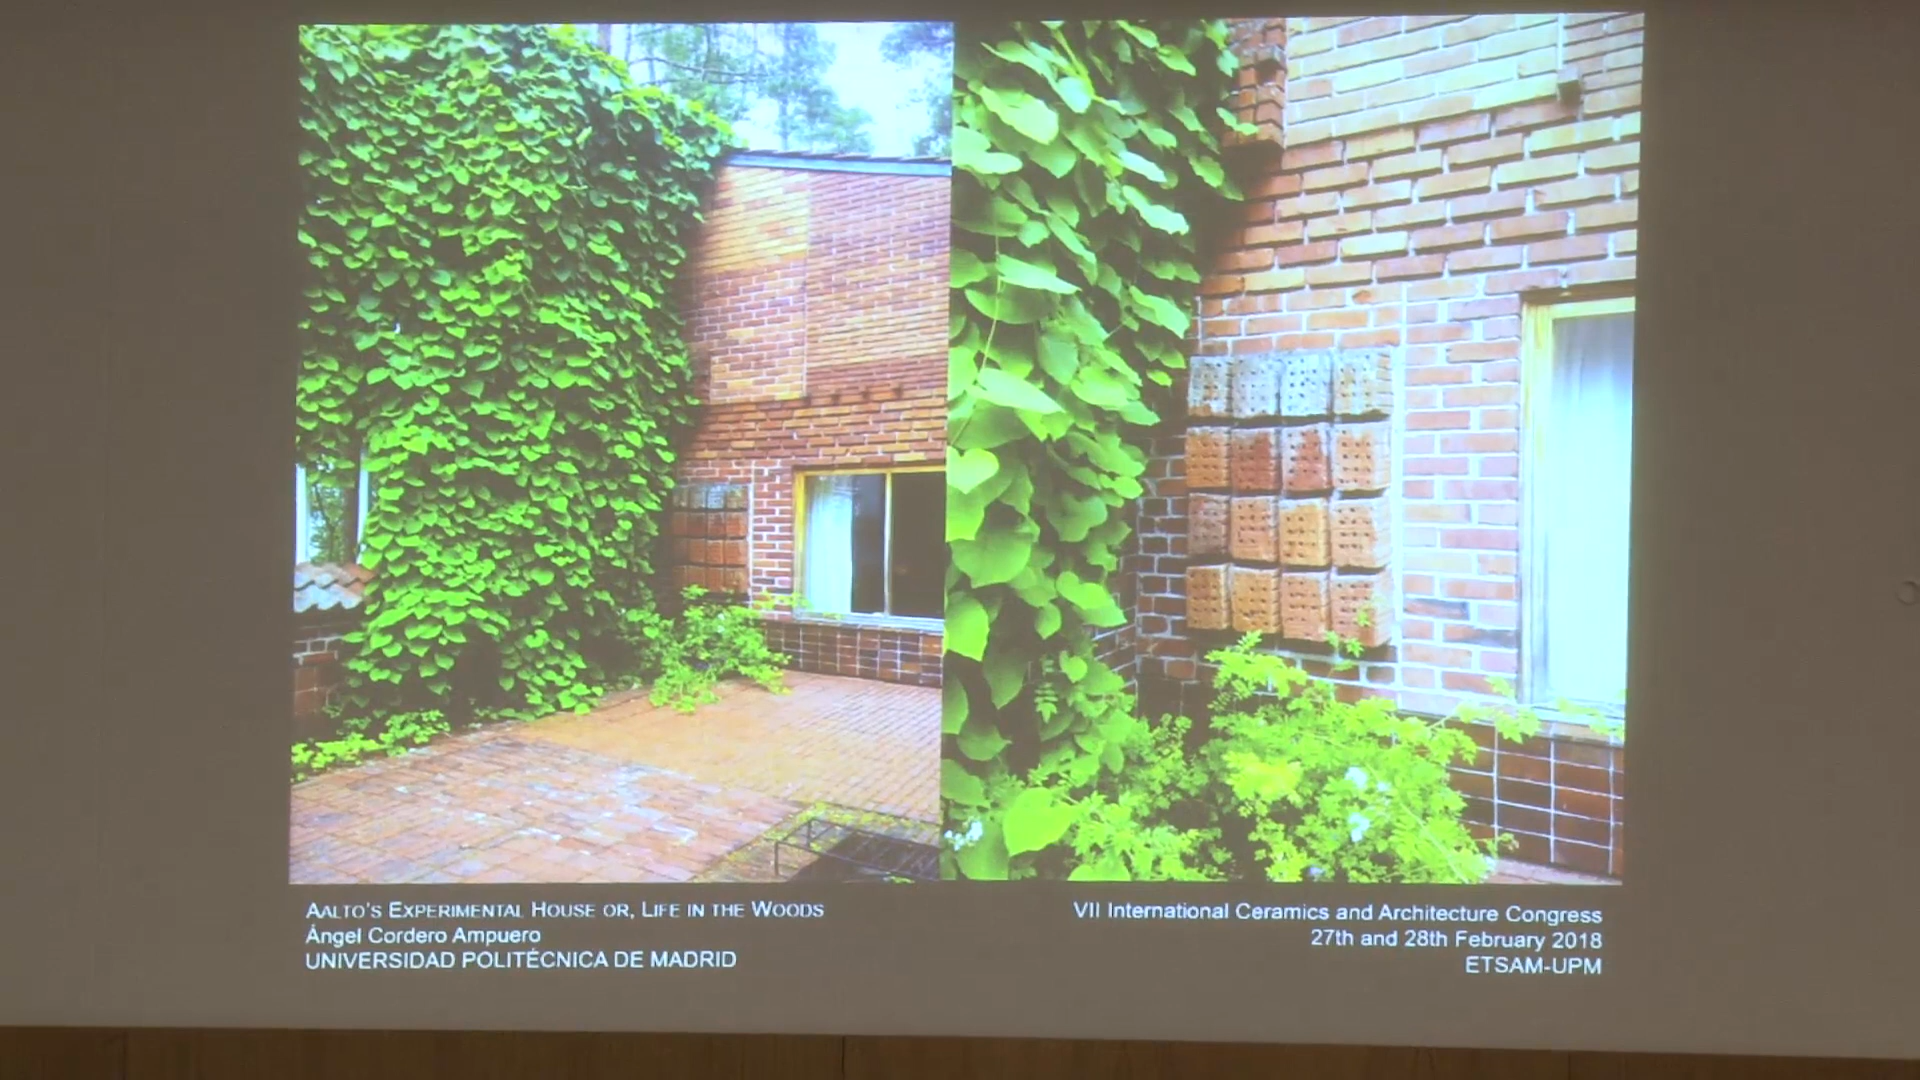 AALTO'S EXPERIMENTAL HOUSE OR, LIFE IN THE WOODS
Ángel Cordero Ampuero
UNIVERSIDAD POLITÉCNICA DE MADRID
VII International Ceramics and Architecture Congress
27th and 28th February 2018
ETSAM-UPM